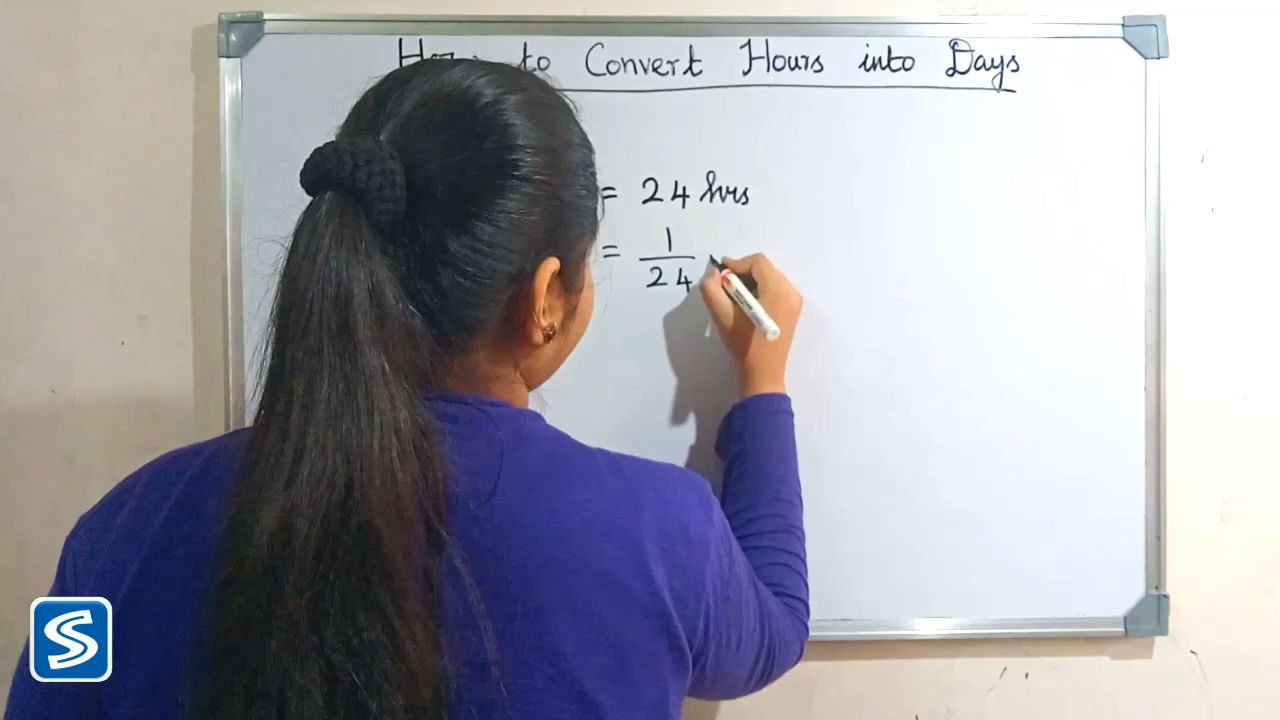 to Convert Hours into Days
= 24 hrs
= 1/24
S